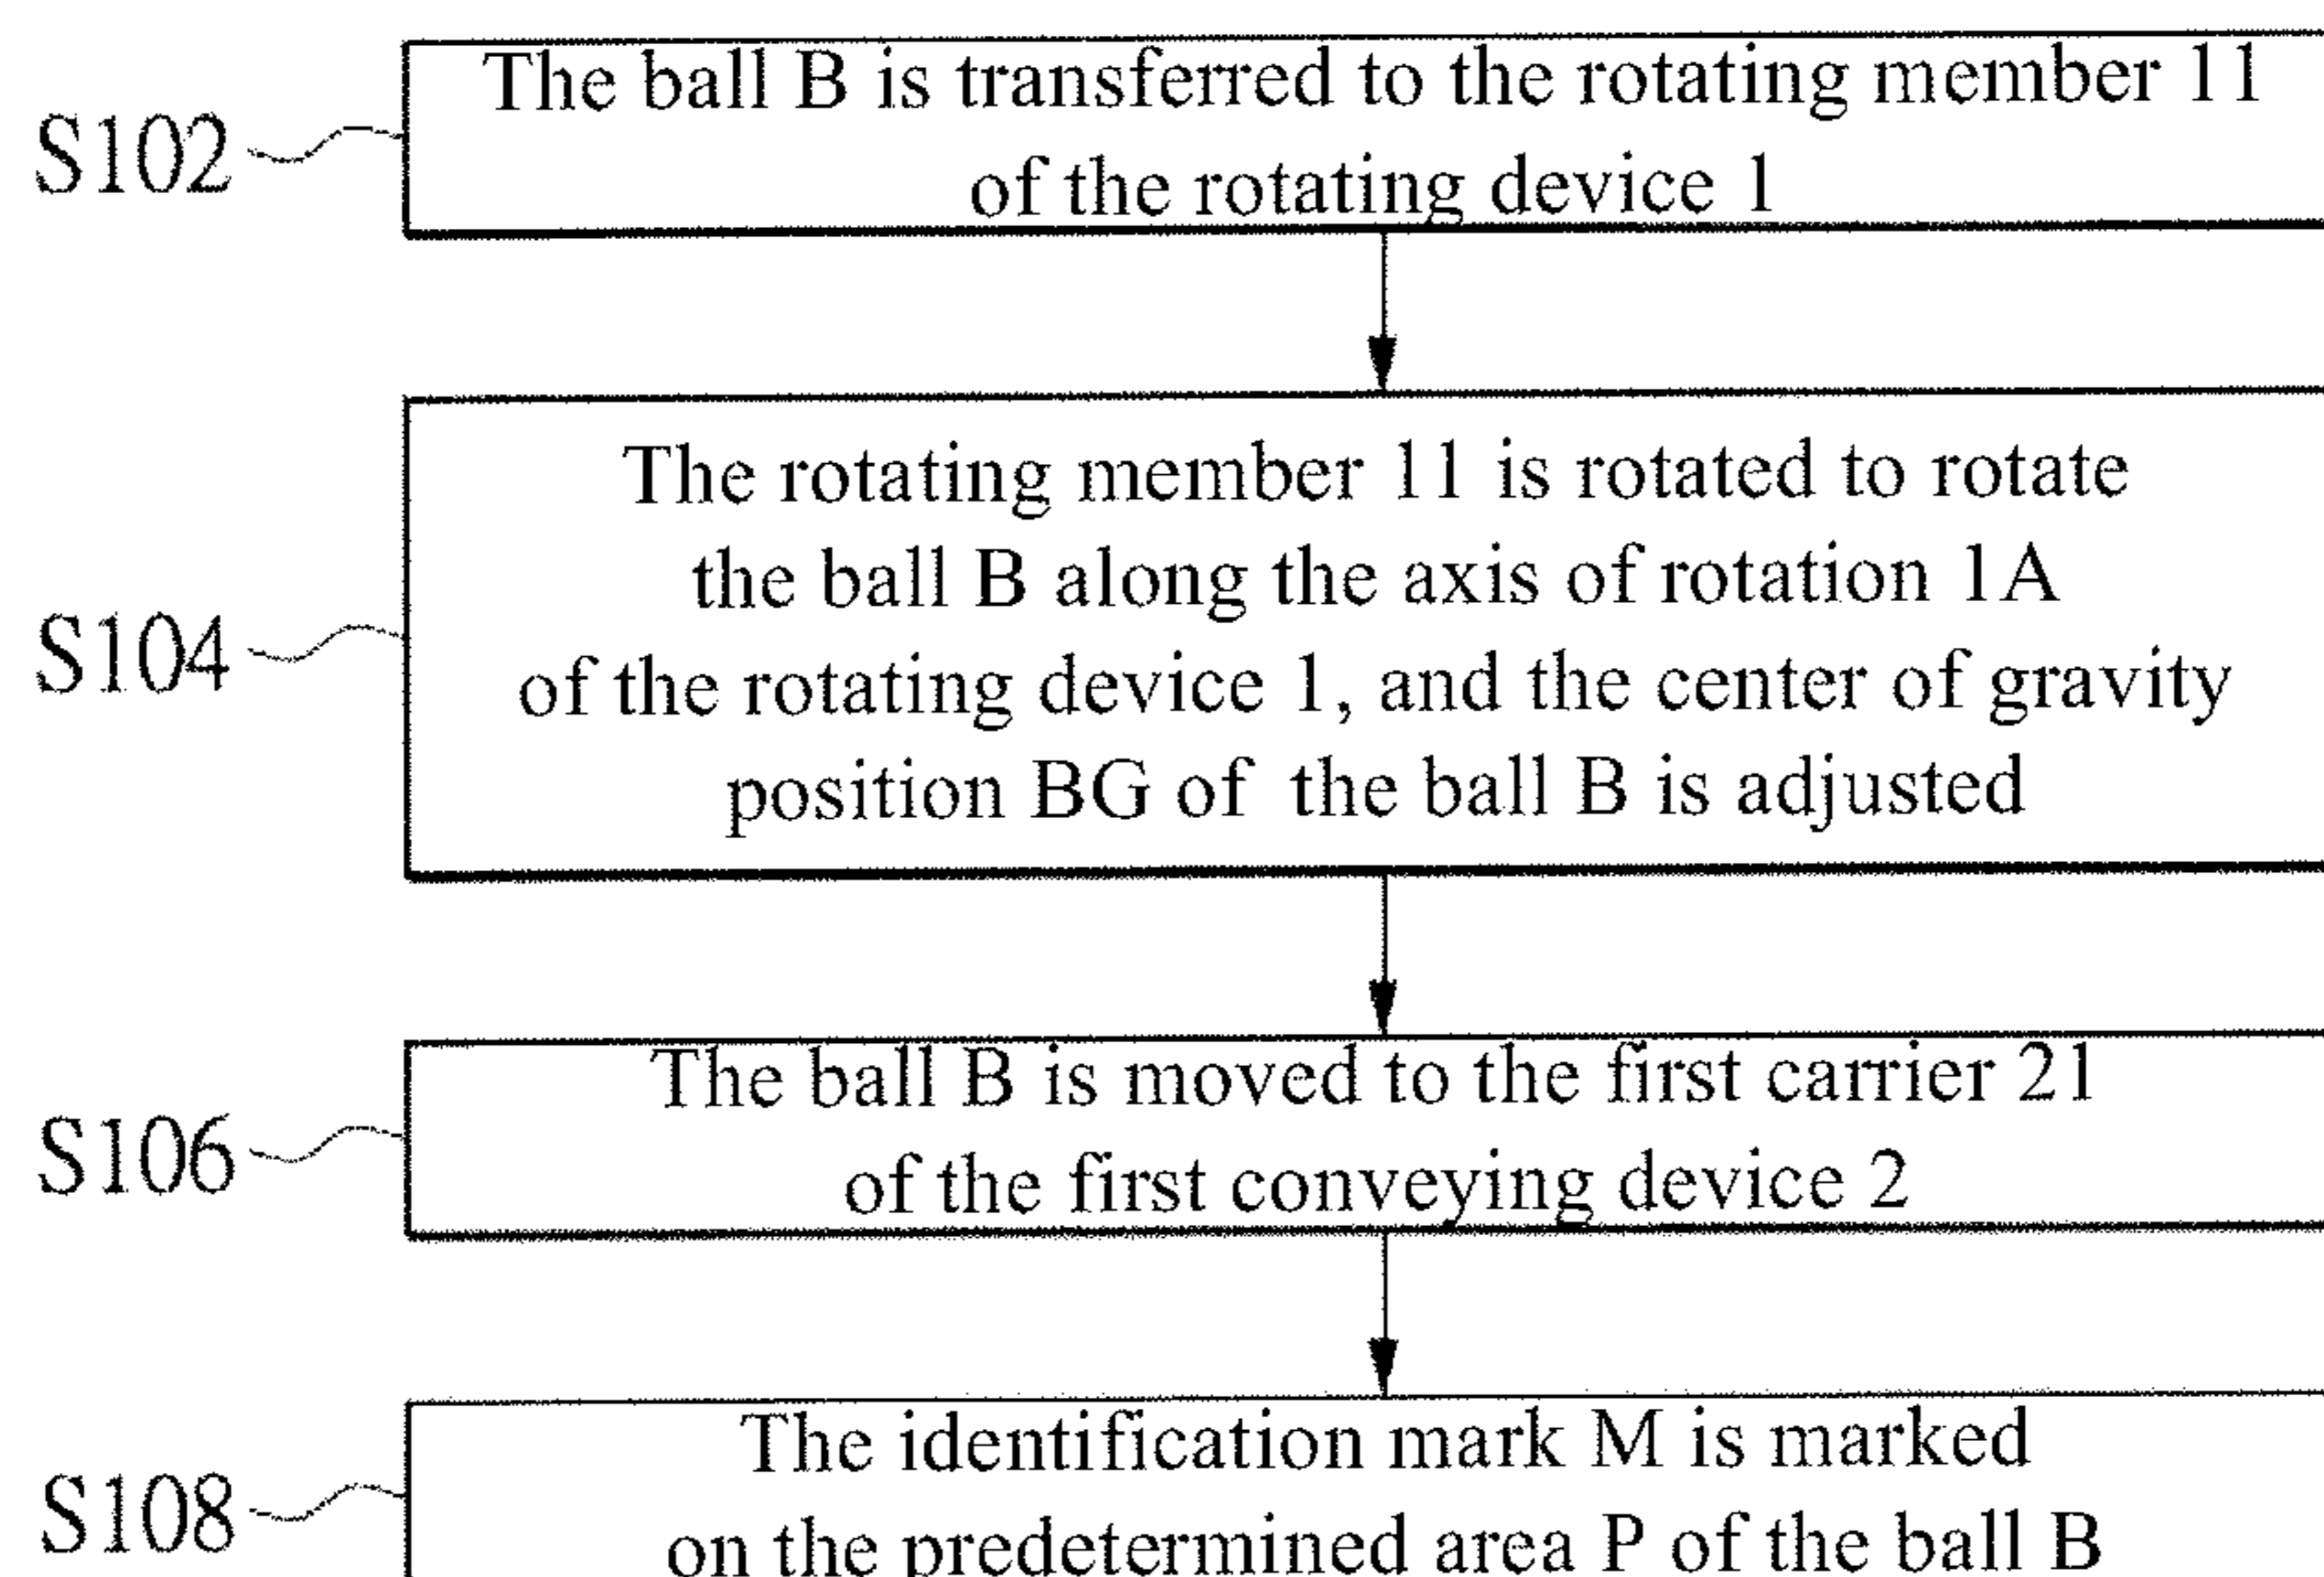 The ball B is transferred to the rotating member 11
S102
of the rotating device 1
The rotating member 11 is rotated to rotate
the ball B along the axis of rotation 1A
S104
of the rotating device 1, and the center of gravity
position BG of the ball B is adjusted
The ball B is moved to the first carrier 21
S106
of the first conveying device 2
The identification mark M is marked
S108
on the predetermined area P of the ball B